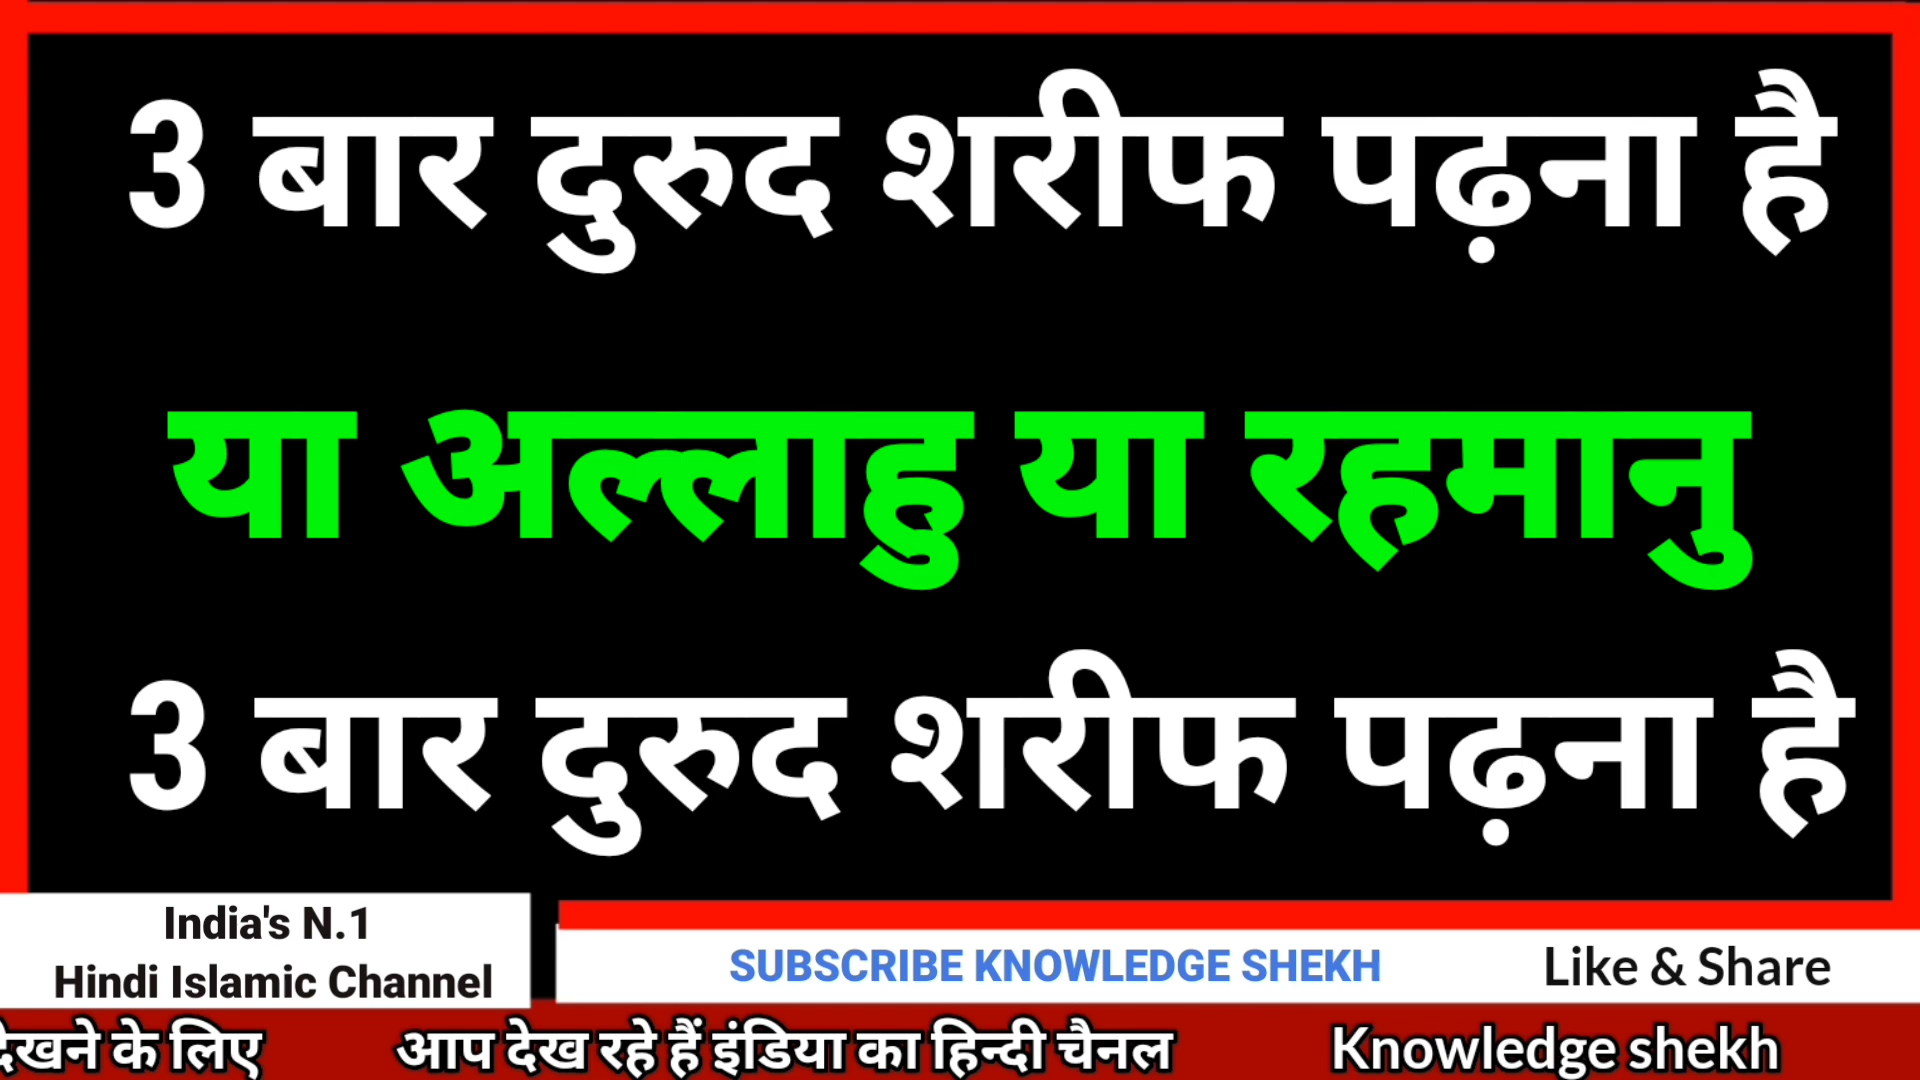 3 बार दुरुद शरीफ पढ़ना है
या अल्लाहु या रहमानु
3 बार दुरुद शरीफ पढ़ना है
India's N.1
Hindi Islamic Channel
SUBSCRIBE KNOWLEDGE SHEKH
Like & Share
देखने के लिए आप देख रहे हैं इंडिया का हिन्दी चैनल Knowledge shekh